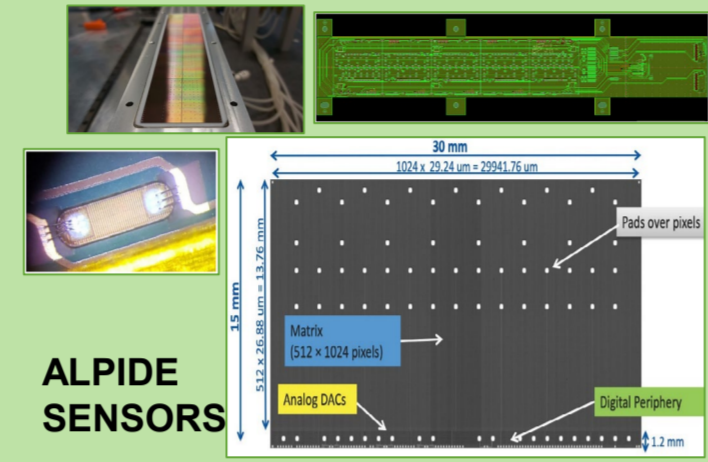 30 mm
1024 x 29.24 um = 29941.76 um
Pads over pixels
15 mm
512 x 26.88 um = 13.76 mm
Matrix
(512 × 1024 pixels)
Analog DACs
Digital Periphery
1.2 mm
ALPIDE
SENSORS